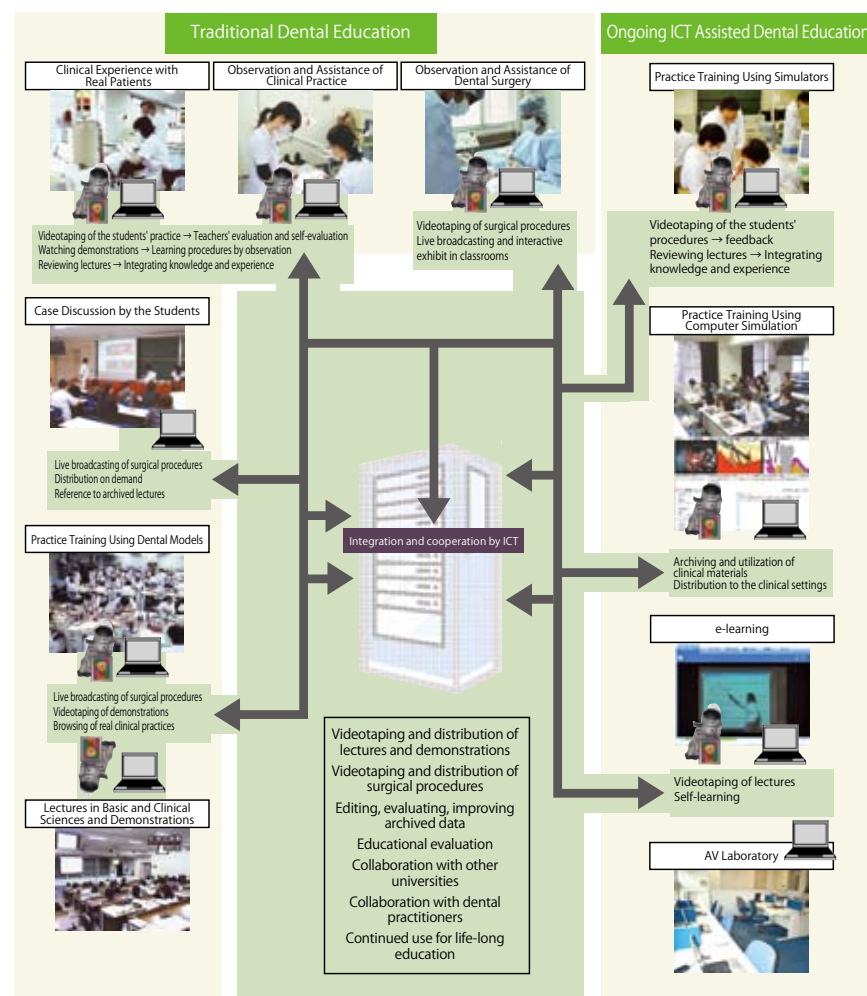 Traditional Dental Education
Ongoing ICT Assisted Dental Education
Clinical Experience with
Real Patients
Observation and Assistance of
Clinical Practice
Observation and Assistance of
Dental Surgery
Videotaping of the students' practice → Teachers' evaluation and self-evaluation
Watching demonstrations → Learning procedures by observation
Reviewing lectures → Integrating knowledge and experience
Videotaping of surgical procedures
Live broadcasting and interactive
exhibit in classrooms
Practice Training Using Simulators
Videotaping of the students'
procedures → feedback
Reviewing lectures → Integrating
knowledge and experience
Case Discussion by the Students
Live broadcasting of surgical procedures
Distribution on demand
Reference to archived lectures
Practice Training Using Dental Models
Live broadcasting of surgical procedures
Videotaping of demonstrations
Browsing of real clinical practices
Lectures in Basic and Clinical
Sciences and Demonstrations
Integration and cooperation by ICT
Videotaping and distribution of
lectures and demonstrations
Videotaping and distribution of
surgical procedures
Editing, evaluating, improving
archived data
Educational evaluation
Collaboration with other
universities
Collaboration with dental
practitioners
Continued use for life-long
education
Practice Training Using
Computer Simulation
Archiving and utilization of
clinical materials
Distribution to the clinical settings
e-learning
Videotaping of lectures
Self-learning
AV Laboratory